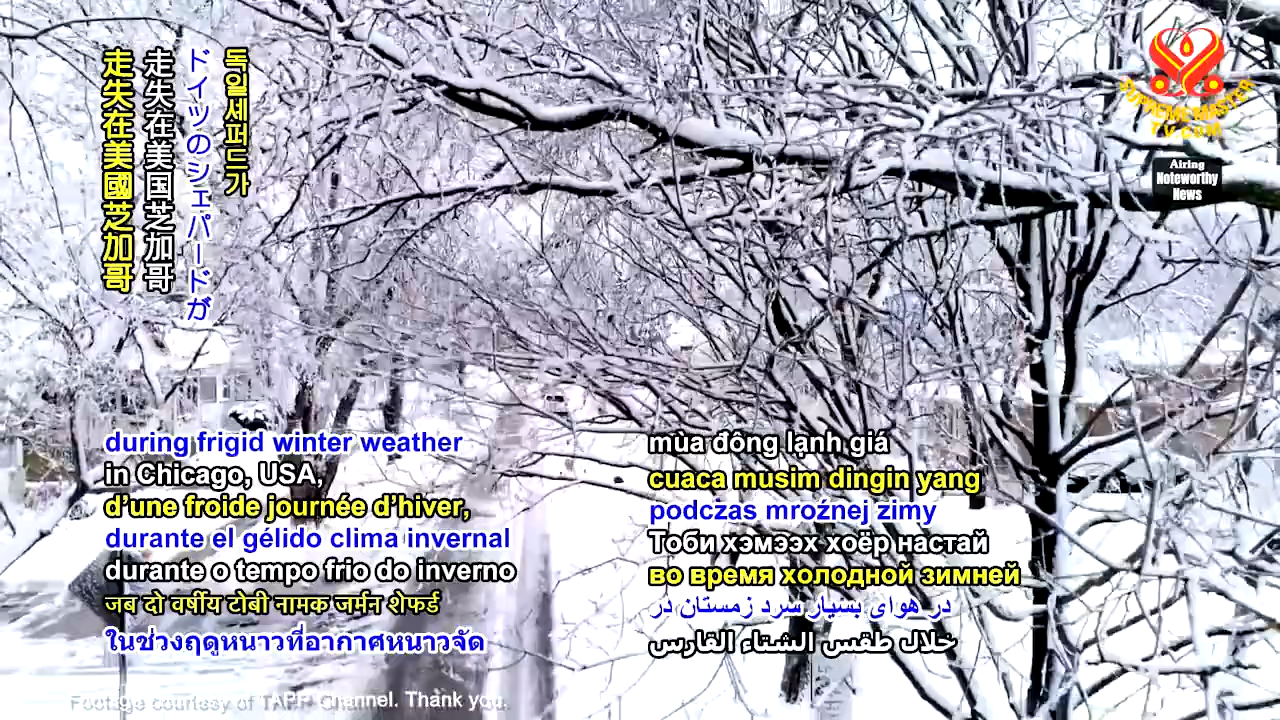 走失在美國芝加哥
走失在美国芝加哥
ドイツのシェパードが
독일셰퍼드가
SUPREMEMASTER
TV.COM
Airing
Noteworthy
News
during frigid winter weather
in Chicago, USA,
d’une froide journée d’hiver,
durante el gélido clima invernal
durante o tempo frio do inverno
जब दो वर्षीय टोबी नामक जर्मन शेफर्ड
ในช่วงฤดูหนาวที่อากาศหนาวจัด
mùa đông lạnh giá
cuaca musim dingin yang
podczas mroźnej zimy
Тоби хэмээх хоёр настай
во время холодной зимней
در هوای بسیار سرد زمستان در
خلال طقس الشتاء القارس
Footage courtesy of TAPP Channel. Thank you.